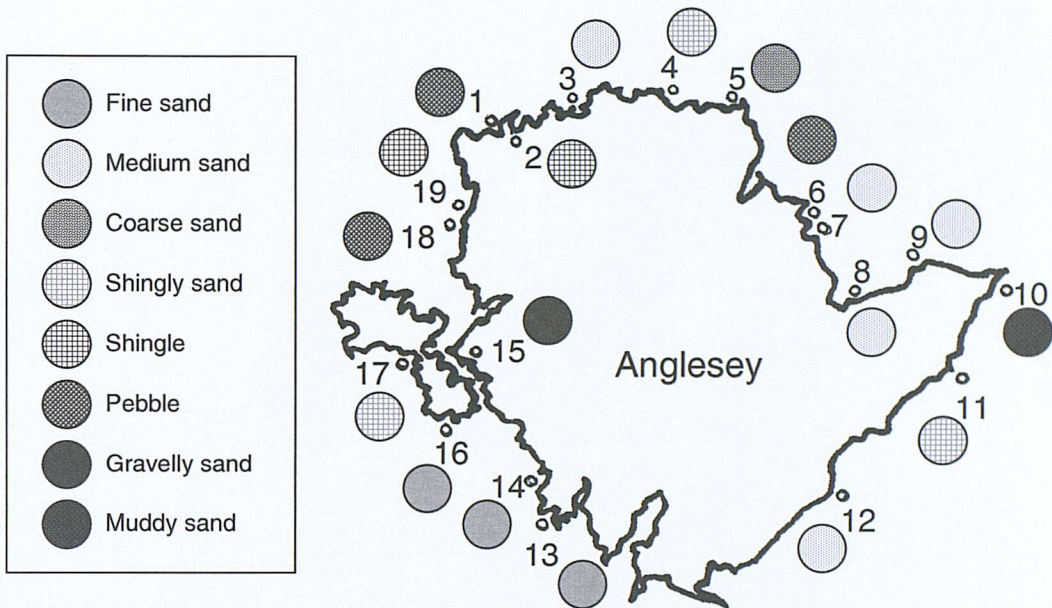 Fine sand
Medium sand
Coarse sand
Shingly sand
Shingle
Pebble
Gravelly sand
Muddy sand
1
2
3
4
5
6
7
8
9
10
11
12
13
14
15
16
17
18
19
Anglesey